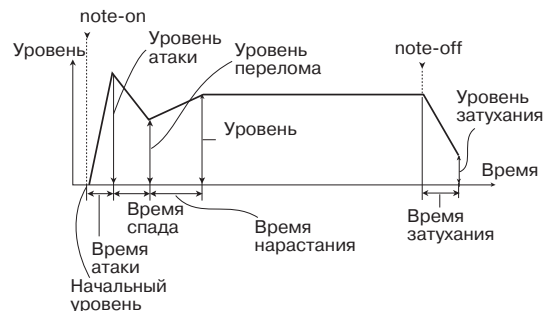 note-on
Уровень
Уровень
атаки
Уровень
перелома
note-off
Уровень
затухания
Уровень
Время
Время
спада
Время
нарастания
Время
затухания
Время
атаки
Начальный
уровень